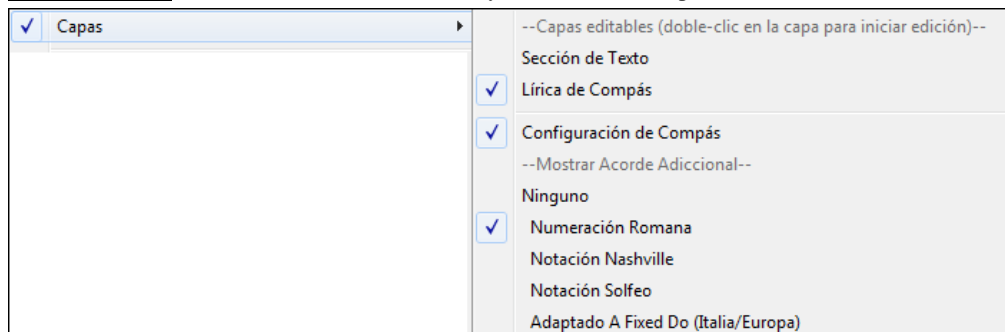 Capas
--Capas editables (doble-clic en la capa para iniciar edición)--
Sección de Texto
Lírica de Compás
Configuración de Compás
--Mostrar Acorde Adiccional--
Ninguno
Numeración Romana
Notación Nashville
Notación Solfeo
Adaptado A Fixed Do (Italia/Europa)